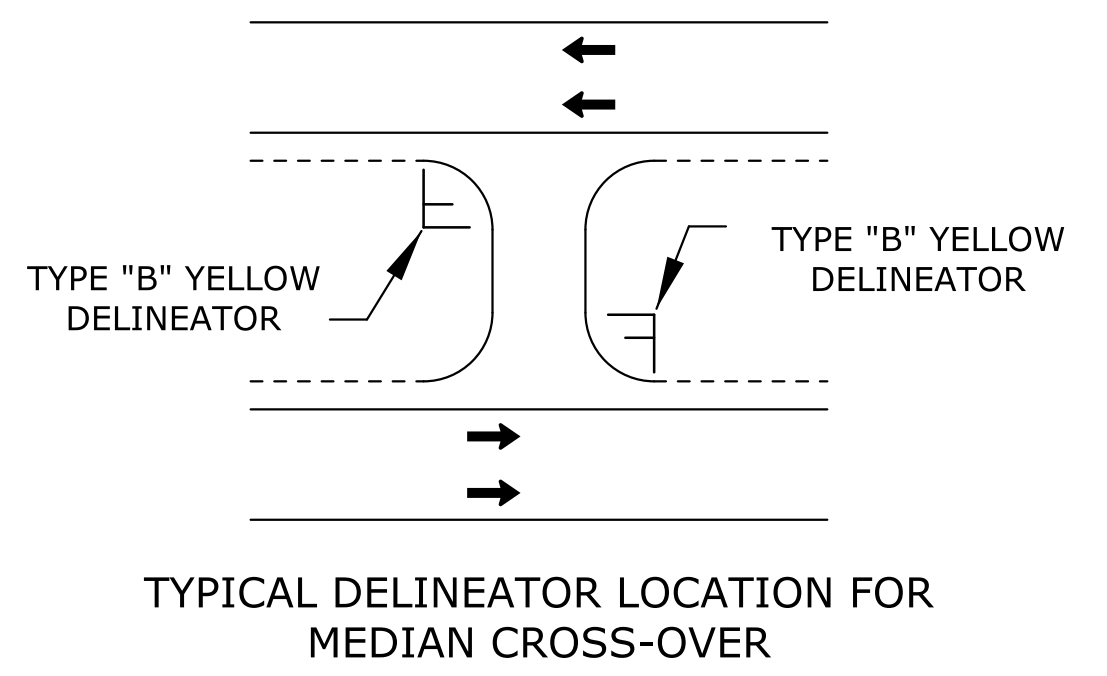 TYPE "B" YELLOW
DELINEATOR
TYPE "B" YELLOW
DELINEATOR
TYPICAL DELINEATOR LOCATION FOR
MEDIAN CROSS-OVER